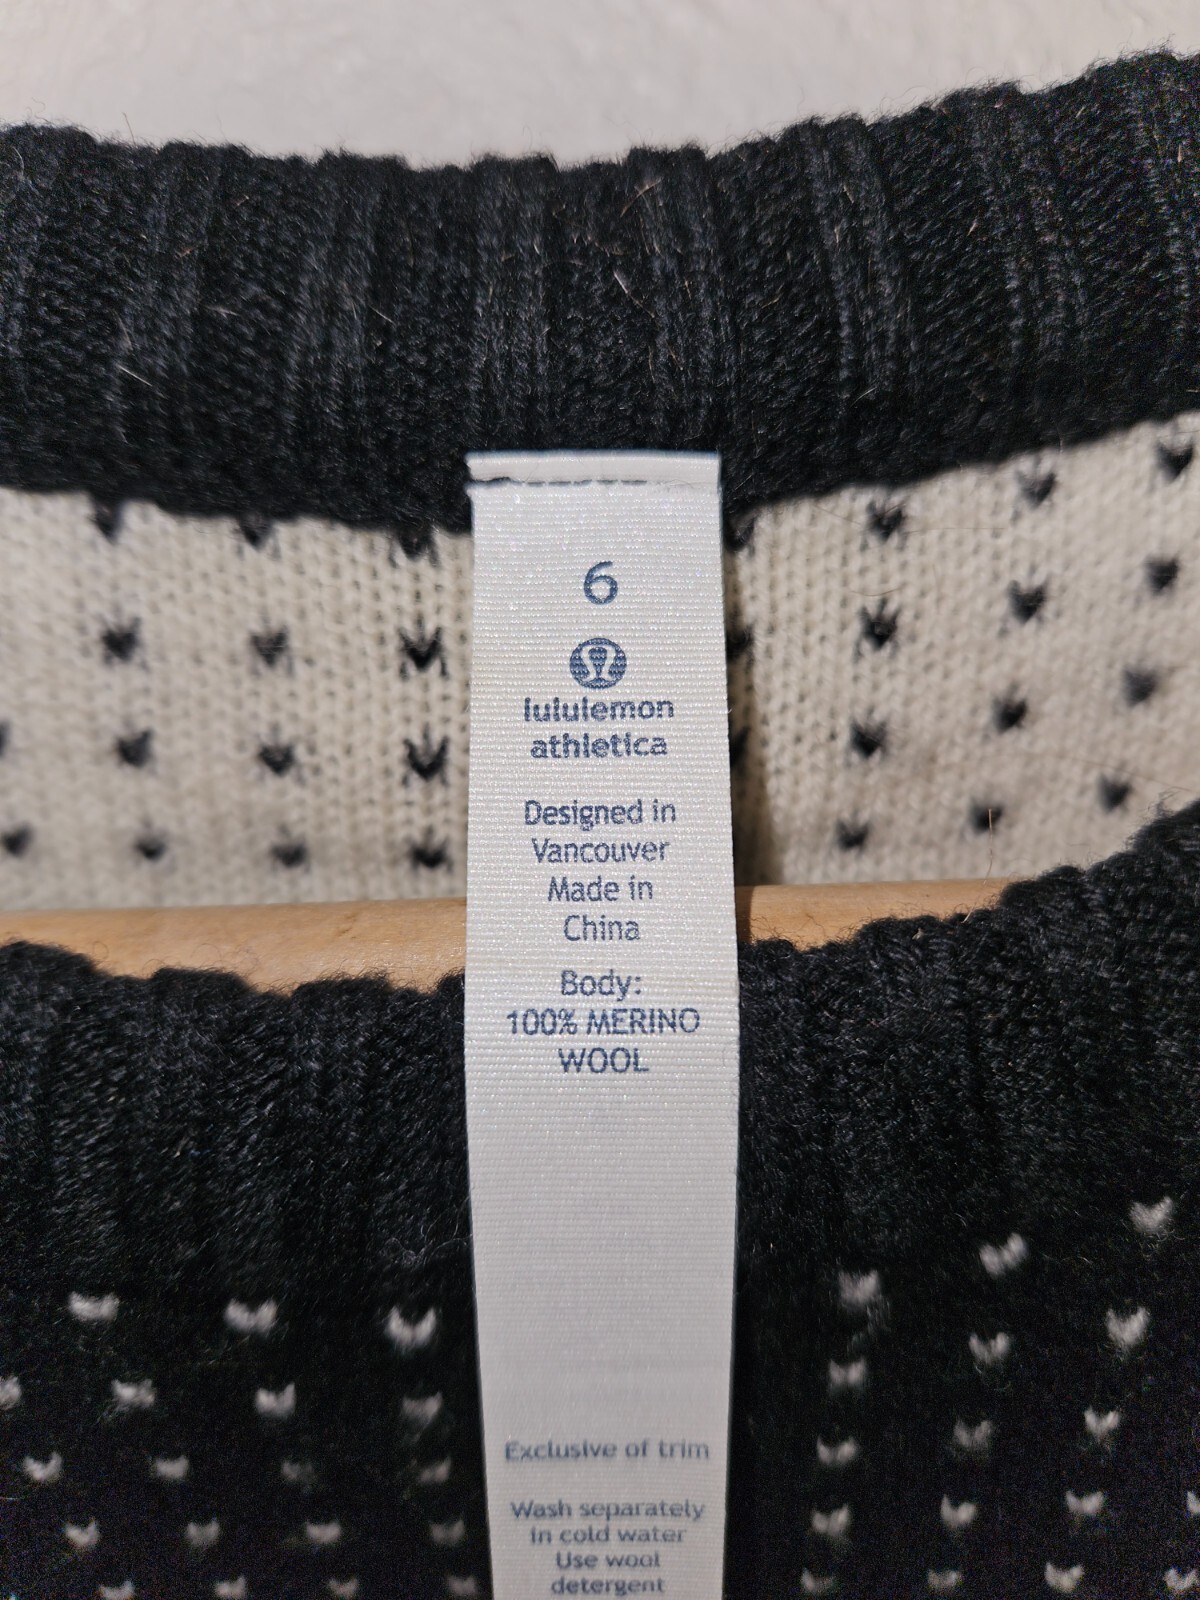 6
lululemon
athletica
Designed in
Vancouver
Made in
China
Body:
100% MERINO
WOOL
Exclusive of trim
Wash separately
in cold water
Use wool
detergent